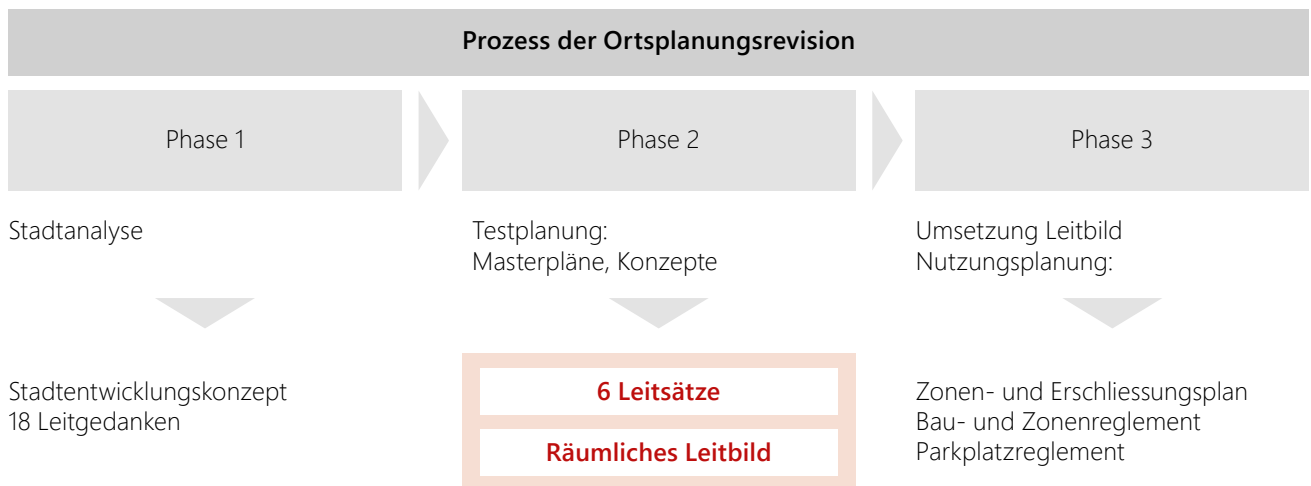 Prozess der Ortsplanungsrevision
Phase 1
Phase 2
Phase 3
Stadtanalyse
Testplanung:
Masterpläne, Konzepte
Umsetzung Leitbild
Nutzungsplanung:
Stadtentwicklungskonzept
18 Leitgedanken
6 Leitsätze
Räumliches Leitbild
Zonen- und Erschliessungsplan
Bau- und Zonenreglement
Parkplatzreglement